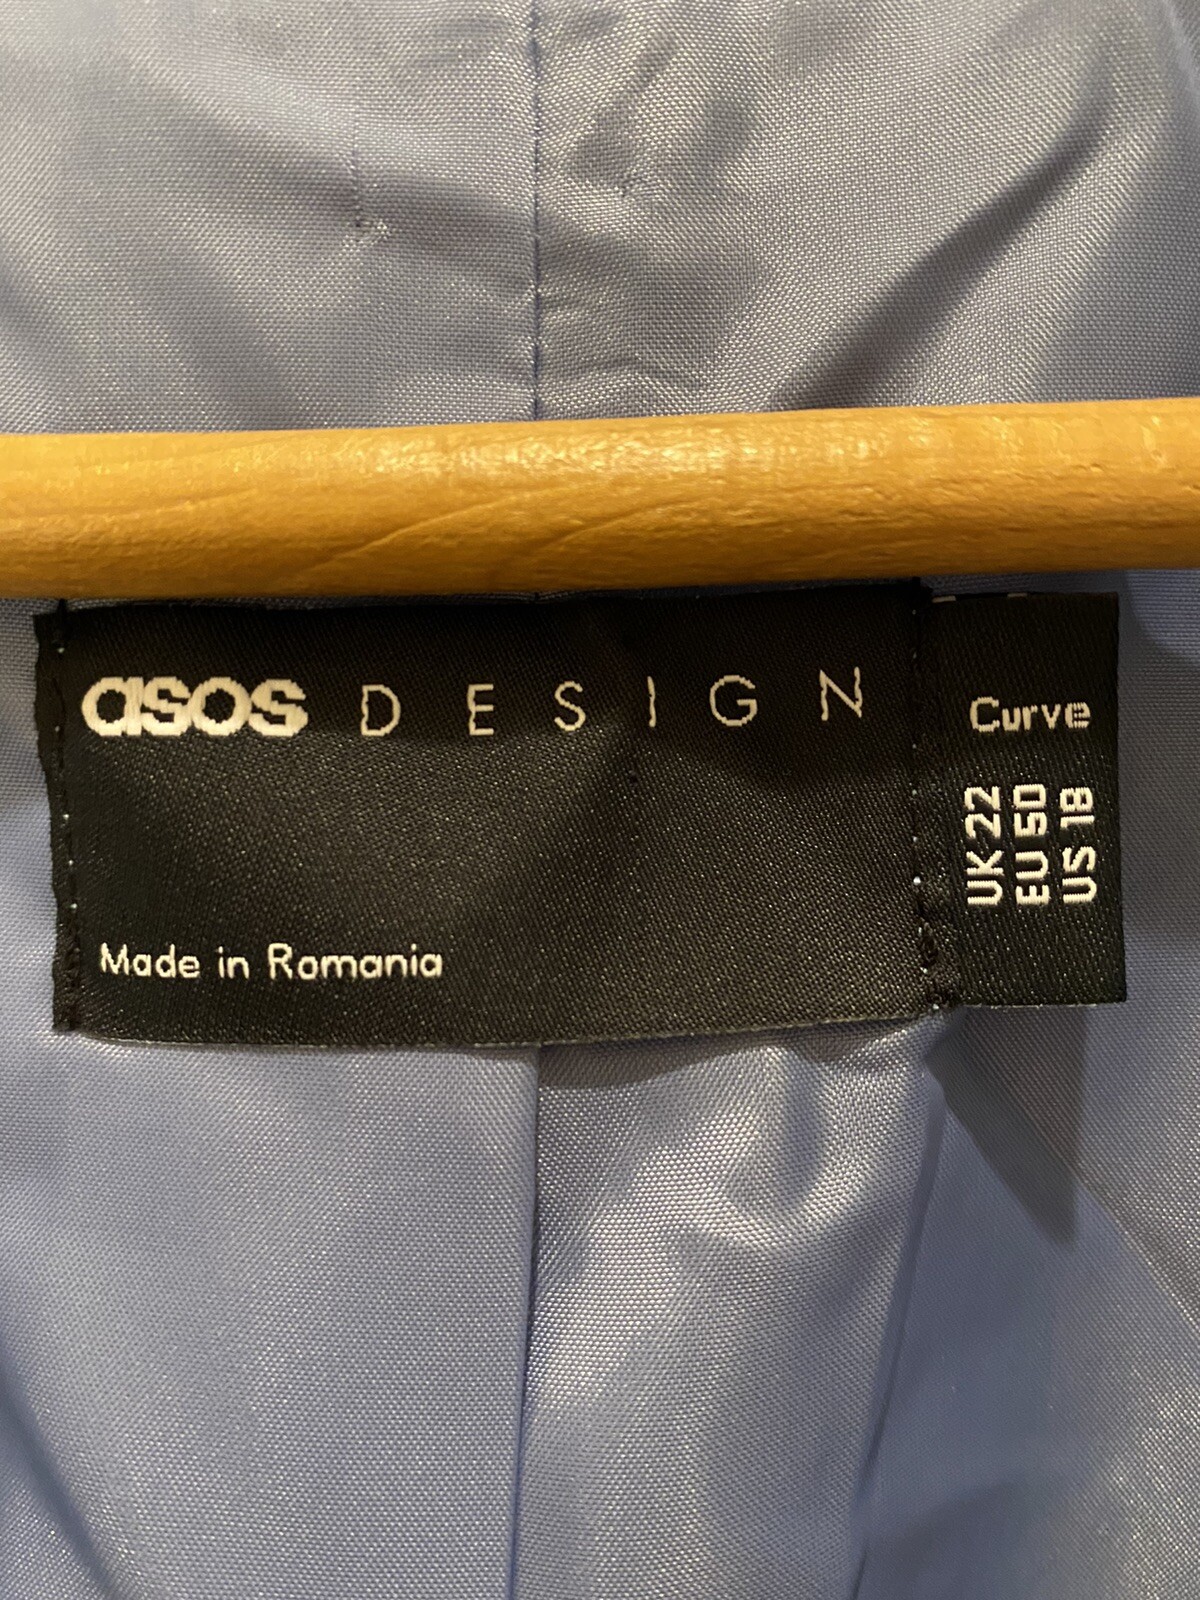 asos DESIGN
Made in Romania
Curve
UK 22
EU 50
US 18